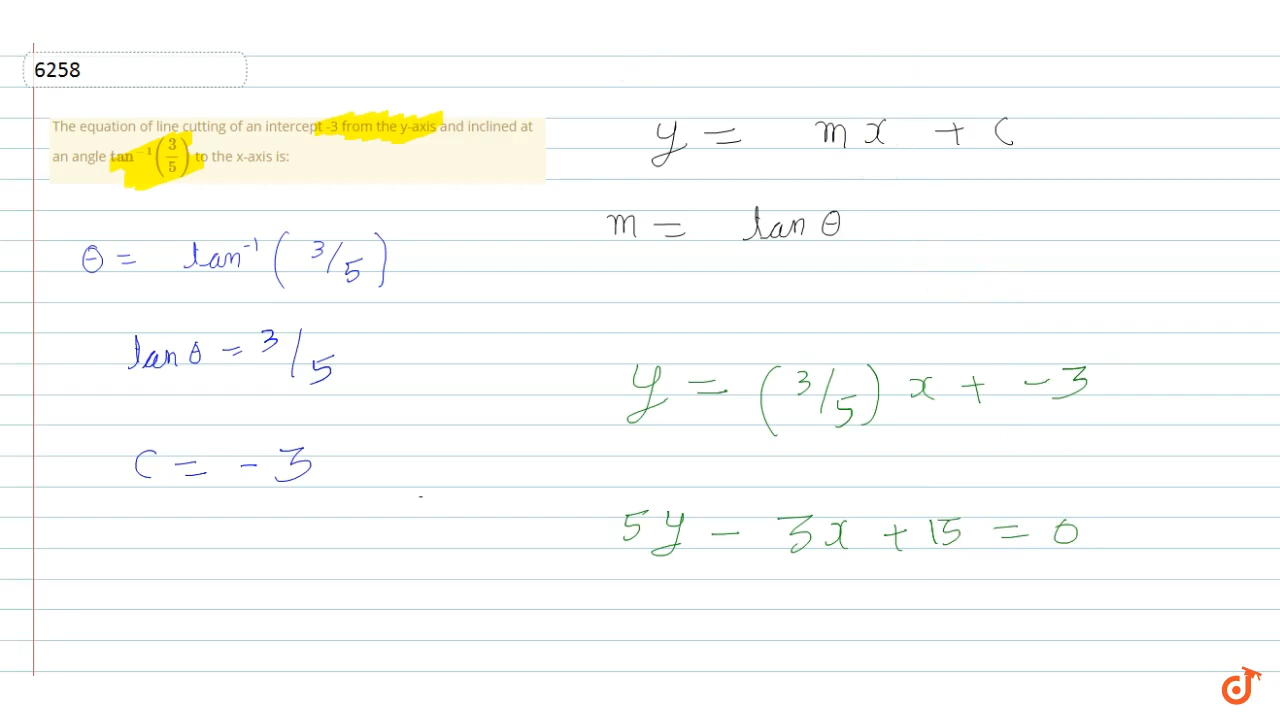 6258
The equation of line cutting of an intercept -3 from the y-axis and inclined at
an angle tan⁻¹(3/5) to the x-axis is:
y = mx + c
m = tan θ
θ = tan⁻¹(3/5)
tan θ = 3/5
c = -3
y = (3/5) x + -3
5y - 3x + 15 = 0